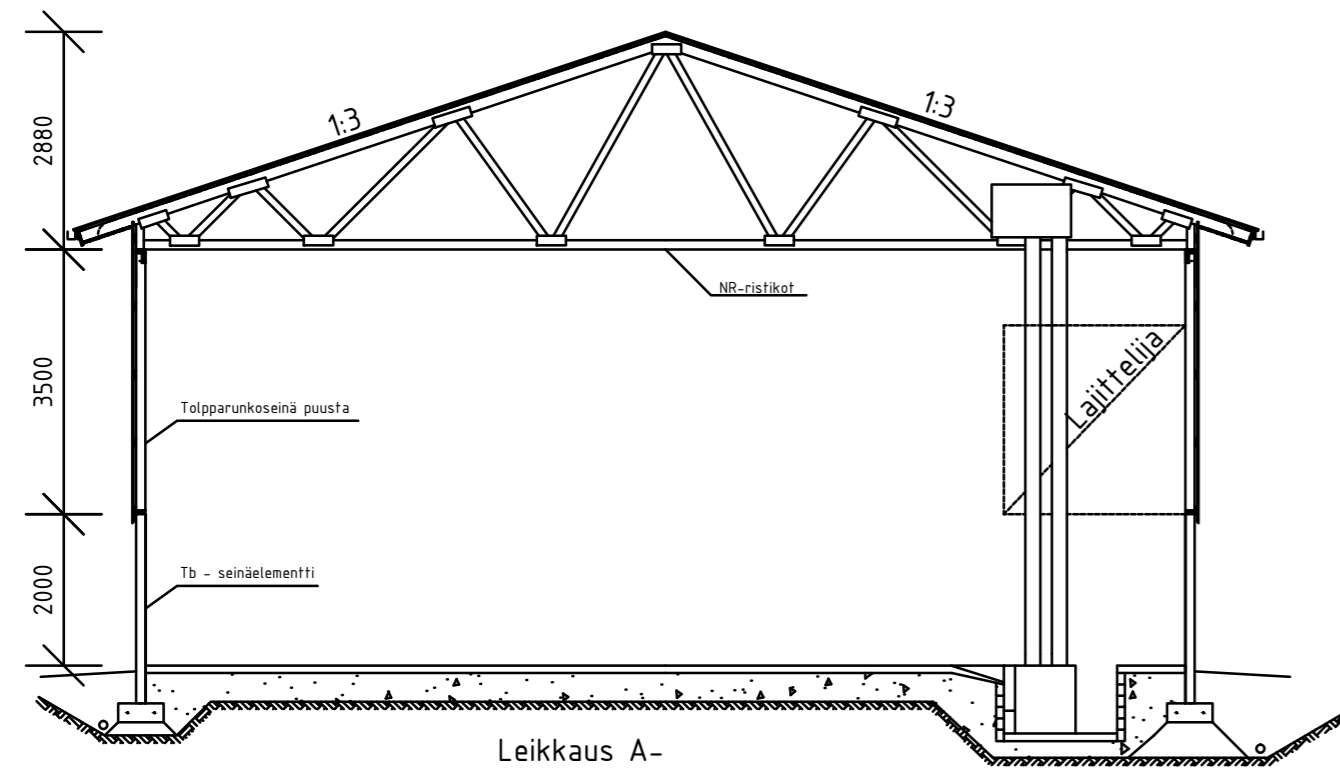 1:3
1:3
2880
NR-ristikot
3500
Lajittelija
Tolpparunkoseinä puusta
2000
Tb - seinäelementti
Leikkaus A-